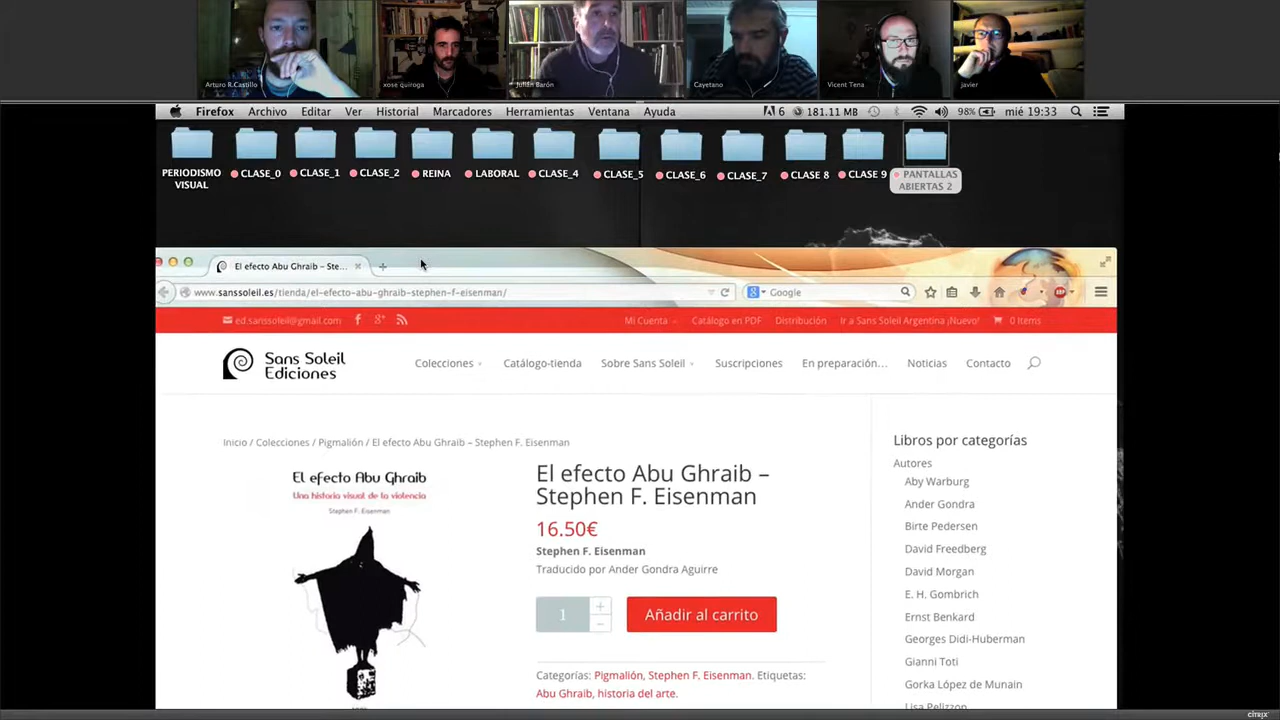 Arturo R.Castillo
xose quiroga
Julián Barón
Cayetano
Vicent Tena
Javier
Firefox Archivo Editar Ver Historial Marcadores Herramientas Ventana Ayuda
6 181.11 MB 98% mié 19:33
PERIODISMO
VISUAL
CLASE_0
CLASE_1
CLASE_2
REINA
LABORAL
CLASE_4
CLASE_5
CLASE_6
CLASE_7
CLASE 8
CLASE 9
PANTALLAS
ABIERTAS 2
El efecto Abu Ghraib – Ste...
www.sanssoleil.es/tienda/el-efecto-abu-ghraib-stephen-f-eisenman/
Google
ed.sanssoleil@gmail.com
Mi Cuenta Catálogo en PDF Distribución Ir a Sans Soleil Argentina ¡Nuevo! 0 Items
Sans Soleil
Ediciones
Colecciones Catálogo-tienda Sobre Sans Soleil Suscripciones En preparación... Noticias Contacto
Inicio / Colecciones / Pigmalión / El efecto Abu Ghraib – Stephen F. Eisenman
El efecto Abu Ghraib
Una historia visual de la violencia
Stephen F. Eisenman
El efecto Abu Ghraib –
Stephen F. Eisenman
16.50€
Stephen F. Eisenman
Traducido por Ander Gondra Aguirre
1 + −
Añadir al carrito
Categorías: Pigmalión, Stephen F. Eisenman. Etiquetas:
Abu Ghraib, historia del arte.
Libros por categorías
Autores
Aby Warburg
Ander Gondra
Birte Pedersen
David Freedberg
David Morgan
E. H. Gombrich
Ernst Benkard
Georges Didi-Huberman
Gianni Toti
Gorka López de Munain
Lisa Pelizzon
CITRIX